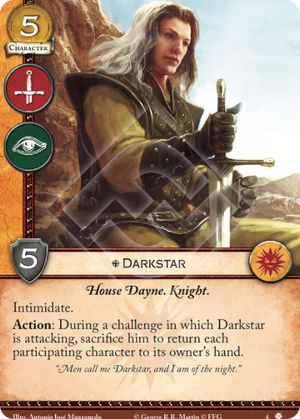 5
CHARACTER
5
DARKSTAR
House Dayne. Knight.
Intimidate.
Action: During a challenge in which Darkstar
is attacking, sacrifice him to return each
participating character to its owner's hand.
"Men call me Darkstar, and I am of the night."
Illus. Antonio José Manzanedo © George R.R. Martin © FFG 4